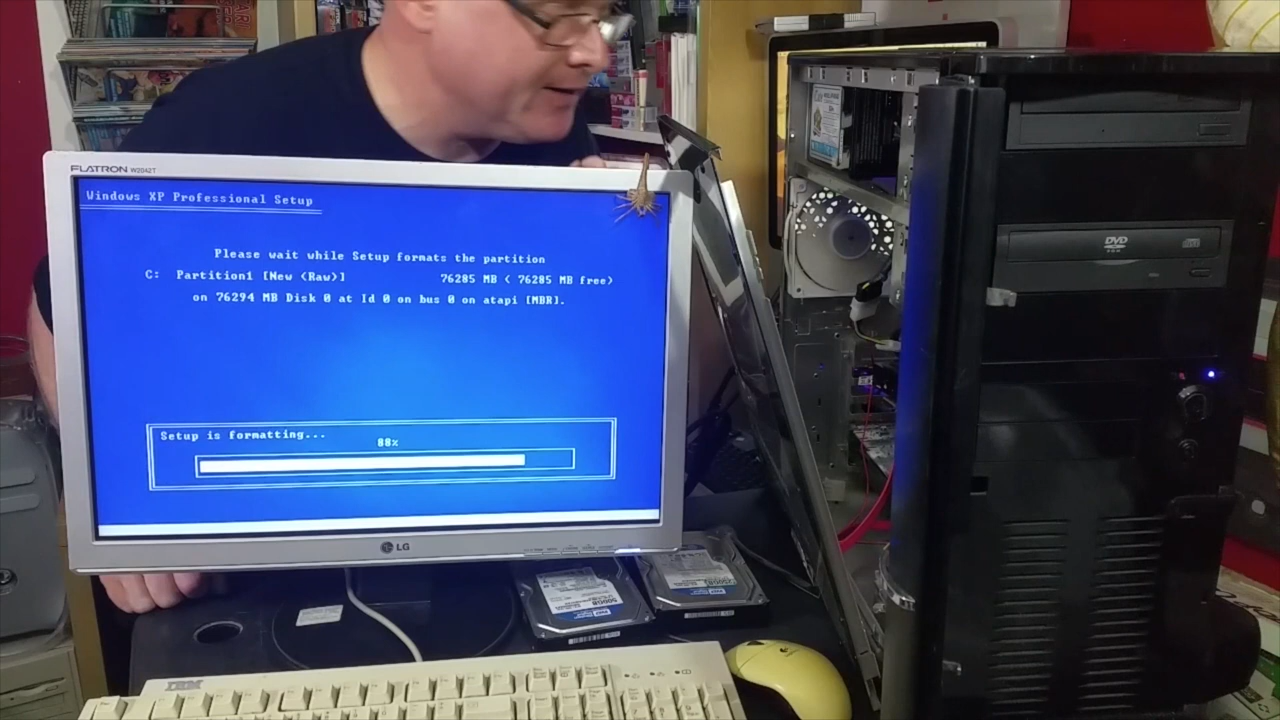 FLATRON W2042T
Windows XP Professional Setup
Please wait while Setup formats the partition
C: Partition1 [New (Raw)] 76285 MB ( 76285 MB free)
on 76294 MB Disk 0 at Id 0 on bus 0 on atapi [MBR].
Setup is formatting...
88%
LG
IBM
DVD
500GB
250GB